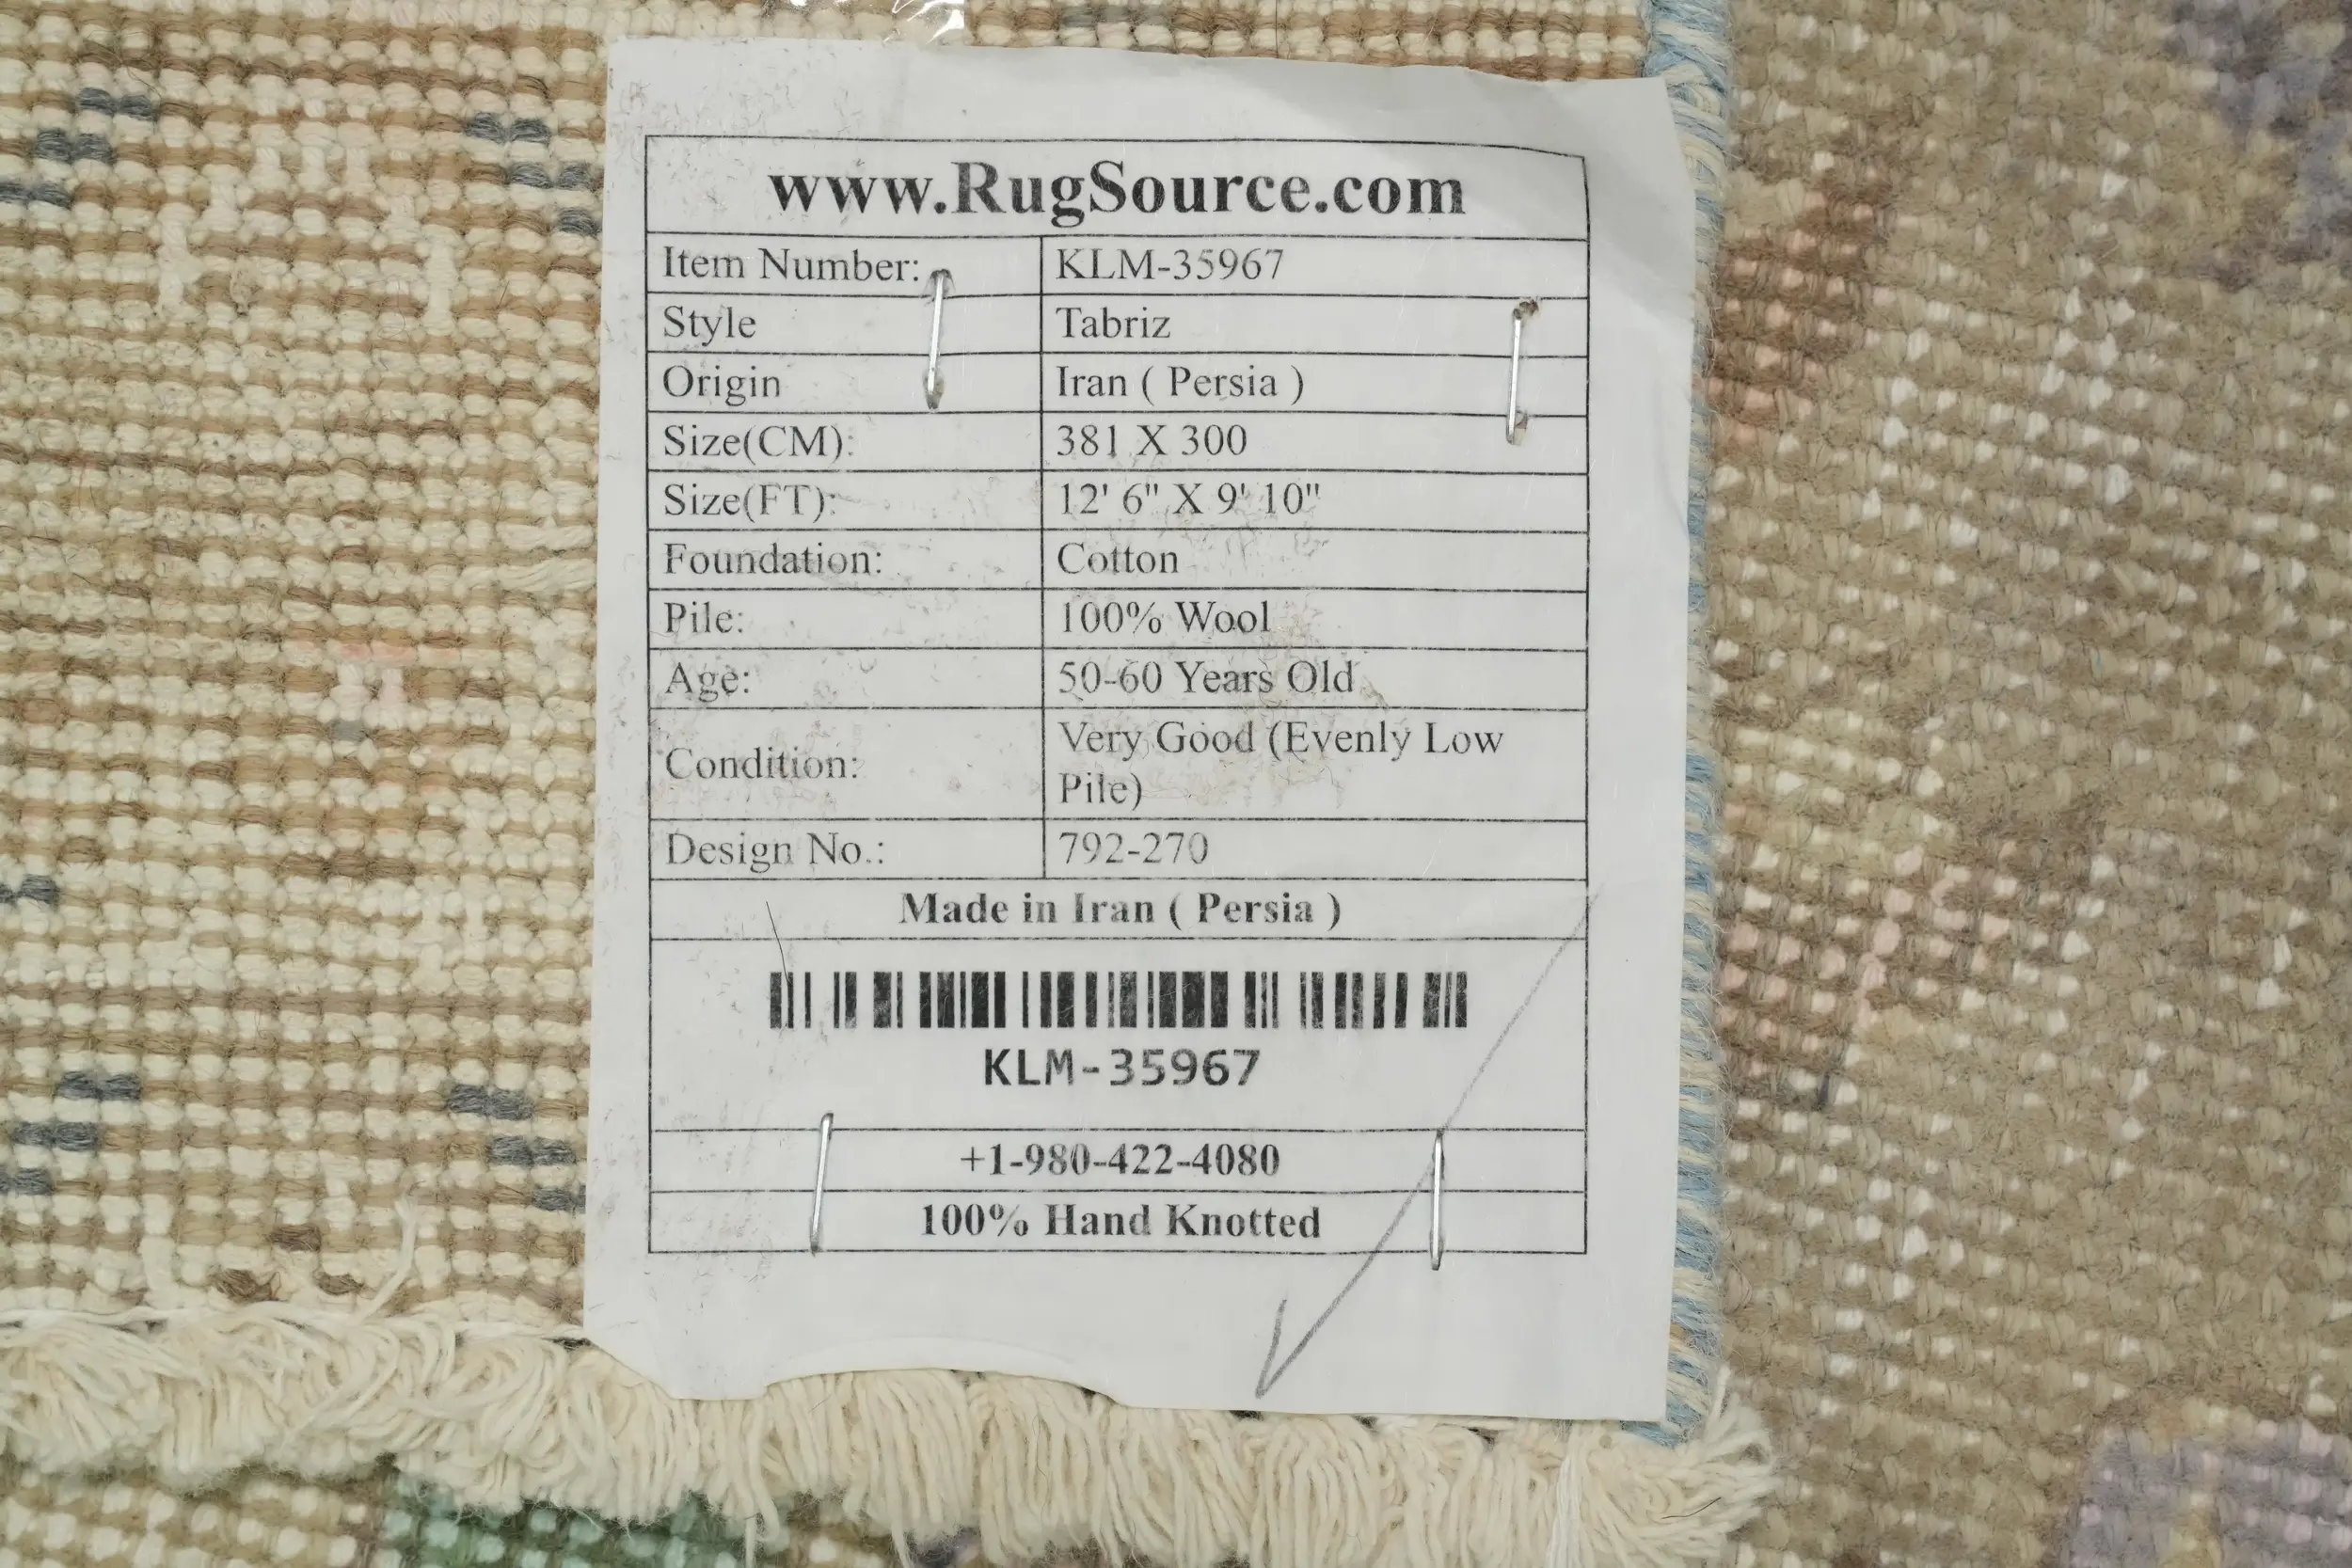 www.RugSource.com
Item Number: KLM-35967
Style Tabriz
Origin Iran ( Persia )
Size(CM): 381 X 300
Size(FT): 12' 6" X 9' 10"
Foundation: Cotton
Pile: 100% Wool
Age: 50-60 Years Old
Condition: Very Good (Evenly Low
Pile)
Design No.: 792-270
Made in Iran ( Persia )
KLM-35967
+1-980-422-4080
100% Hand Knotted